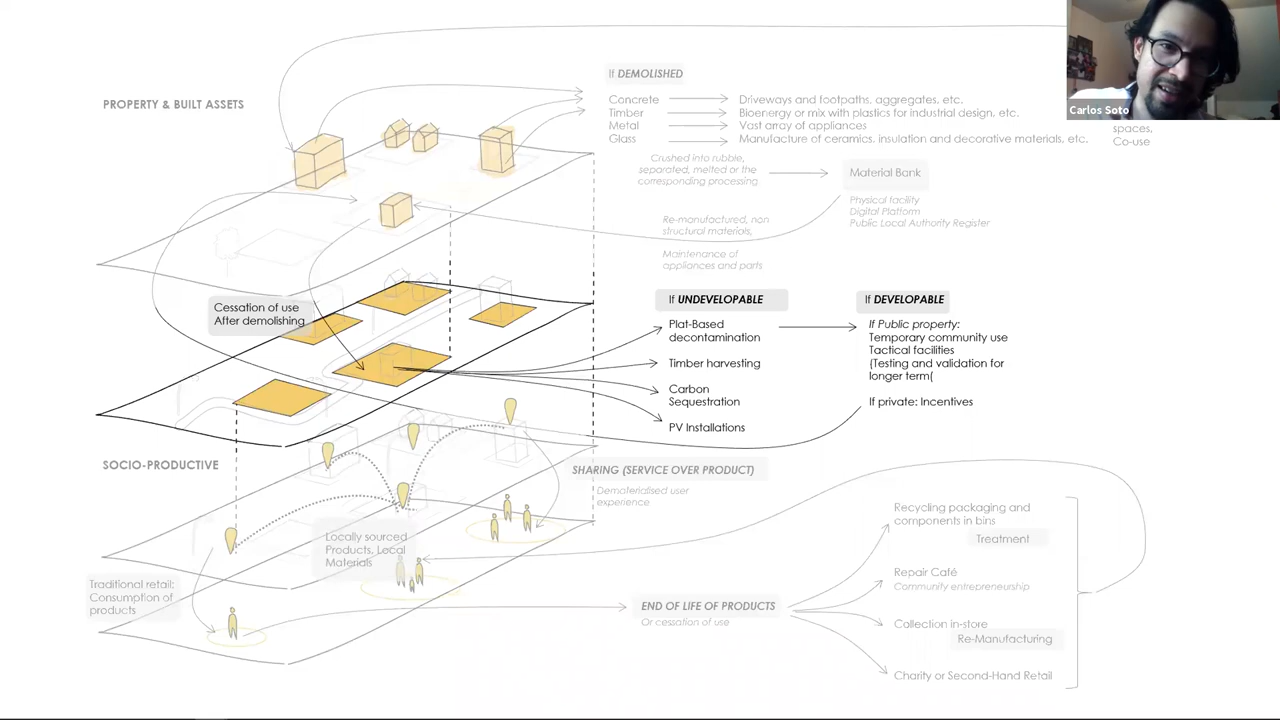 Carlos Soto
PROPERTY & BUILT ASSETS
If DEMOLISHED
Concrete
Driveways and footpaths, aggregates, etc.
Timber
Bioenergy or mix with plastics for industrial design, etc.
Metal
Vast array of appliances
Glass
Manufacture of ceramics, insulation and decorative materials, etc.
spaces,
Co-use
Crushed into rubble,
separated, melted or the
corresponding processing
Material Bank
Physical facility
Digital Platform
Public Local Authority Register
Re-manufactured, non
structural materials,
Maintenance of
appliances and parts
Cessation of use
After demolishing
If UNDEVELOPABLE
Plat-Based
decontamination
Timber harvesting
Carbon
Sequestration
PV Installations
If DEVELOPABLE
If Public property:
Temporary community use
Tactical facilities
(Testing and validation for
longer term(
If private: Incentives
SOCIO-PRODUCTIVE
SHARING (SERVICE OVER PRODUCT)
Dematerialised user
experience
Locally sourced
Products, Local
Materials
Traditional retail:
Consumption of
products
END OF LIFE OF PRODUCTS
Or cessation of use
Recycling packaging and
components in bins
Treatment
Repair Café
Community entrepreneurship
Collection in-store
Re-Manufacturing
Charity or Second-Hand Retail